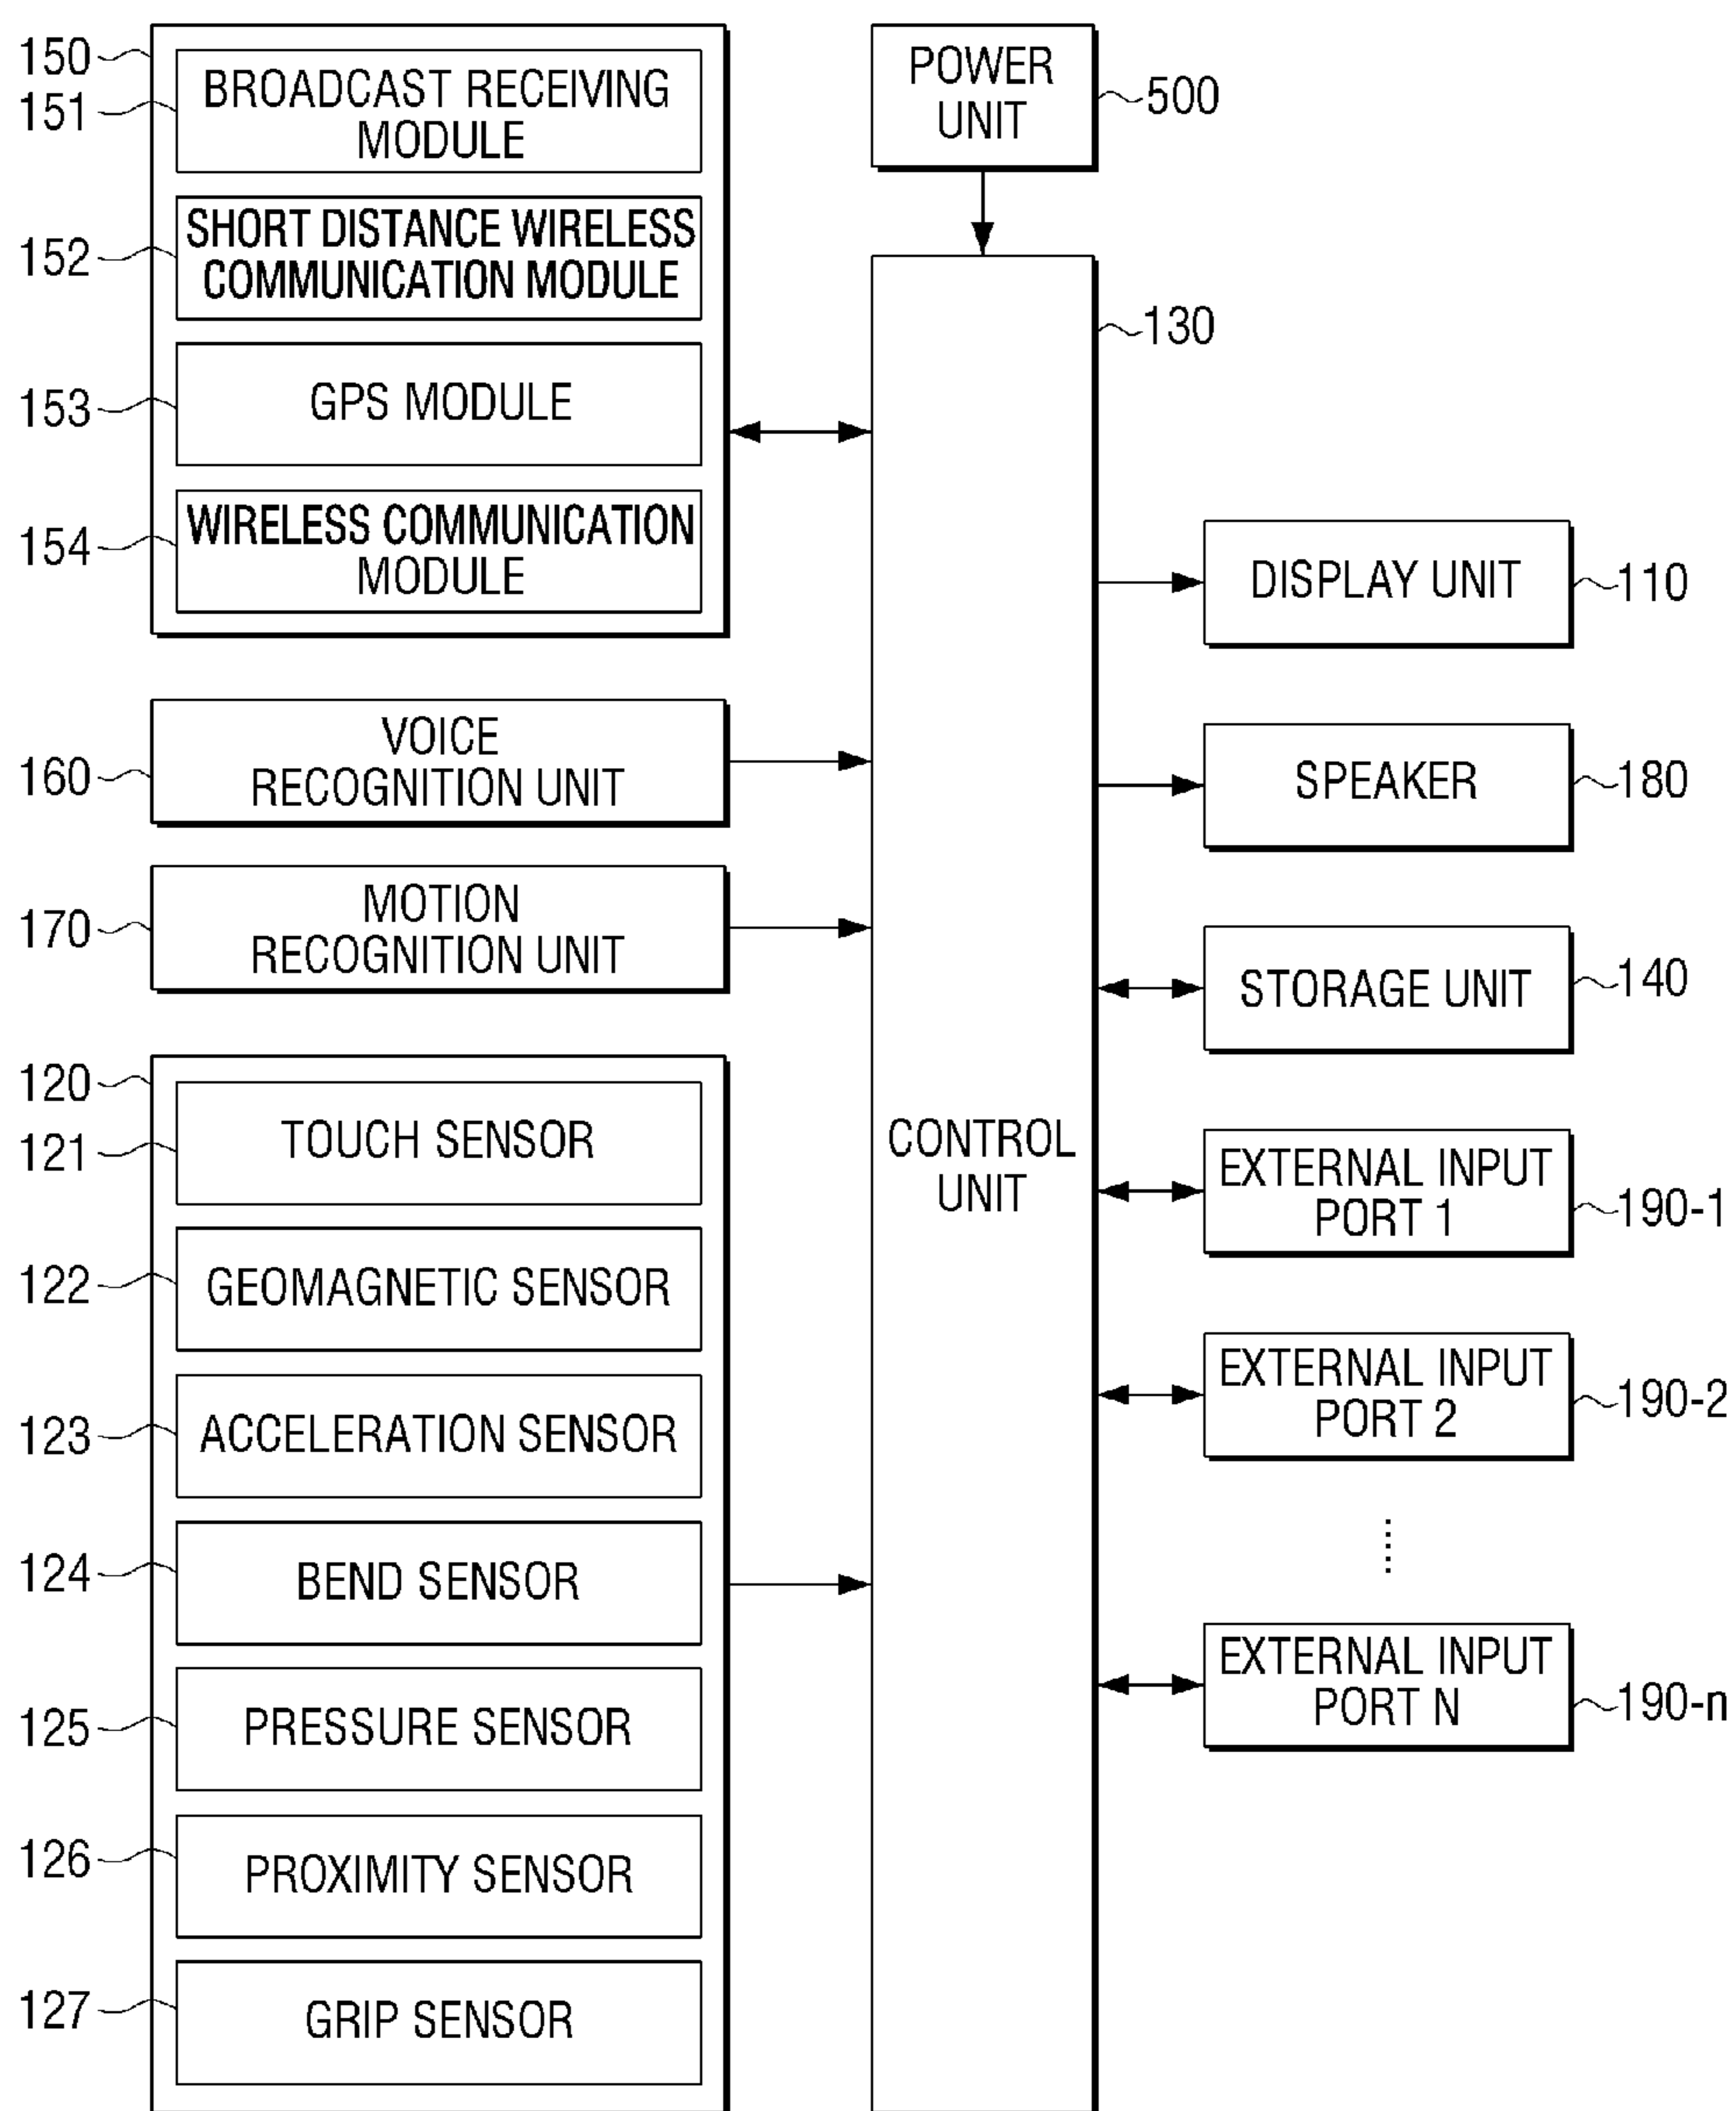 150
151
BROADCAST RECEIVING
MODULE
152
SHORT DISTANCE WIRELESS
COMMUNICATION MODULE
153
GPS MODULE
154
WIRELESS COMMUNICATION
MODULE
160
VOICE
RECOGNITION UNIT
170
MOTION
RECOGNITION UNIT
120
121
TOUCH SENSOR
122
GEOMAGNETIC SENSOR
123
ACCELERATION SENSOR
124
BEND SENSOR
125
PRESSURE SENSOR
126
PROXIMITY SENSOR
127
GRIP SENSOR
POWER
UNIT
500
130
CONTROL
UNIT
DISPLAY UNIT
110
SPEAKER
180
STORAGE UNIT
140
EXTERNAL INPUT
PORT 1
190-1
EXTERNAL INPUT
PORT 2
190-2
EXTERNAL INPUT
PORT N
190-n